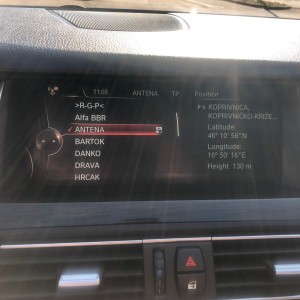 11:08 ANTENA TP Position
>R-G-P<
Alfa BBR
ANTENA
BARTOK
DANKO
DRAVA
HRCAK
KOPRIVNICA,
KOPRIVNIČKO-KRIŽE...
Latitude:
46° 10' 56"N
Longitude:
16° 50' 16"E
Height 130 m